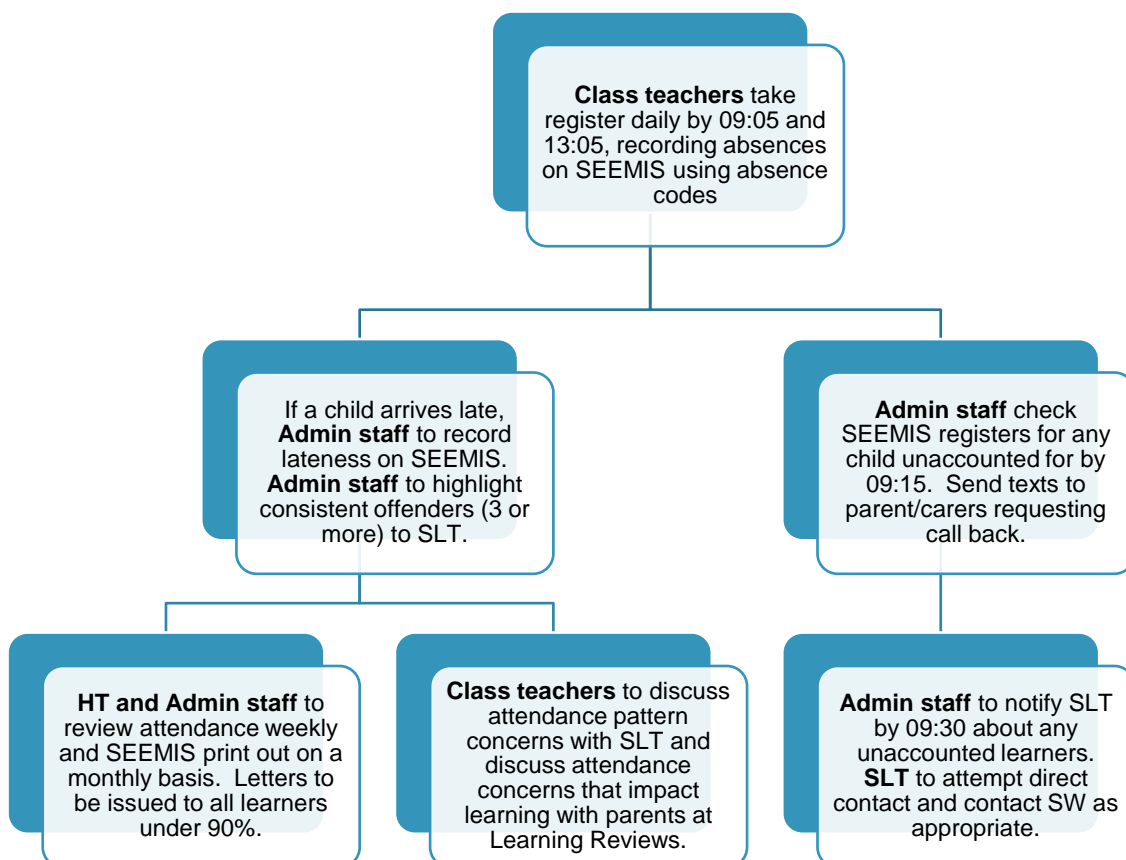 Class teachers take
register daily by 09:05 and
13:05, recording absences
on SEEMIS using absence
codes
If a child arrives late,
Admin staff to record
lateness on SEEMIS.
Admin staff to highlight
consistent offenders (3 or
more) to SLT.
Admin staff check
SEEMIS registers for any
child unaccounted for by
09:15.  Send texts to
parent/carers requesting
call back.
HT and Admin staff to
review attendance weekly
and SEEMIS print out on a
monthly basis.  Letters to
be issued to all learners
under 90%.
Class teachers to discuss
attendance pattern
concerns with SLT and
discuss attendance
concerns that impact
learning with parents at
Learning Reviews.
Admin staff to notify SLT
by 09:30 about any
unaccounted learners.
SLT to attempt direct
contact and contact SW as
appropriate.